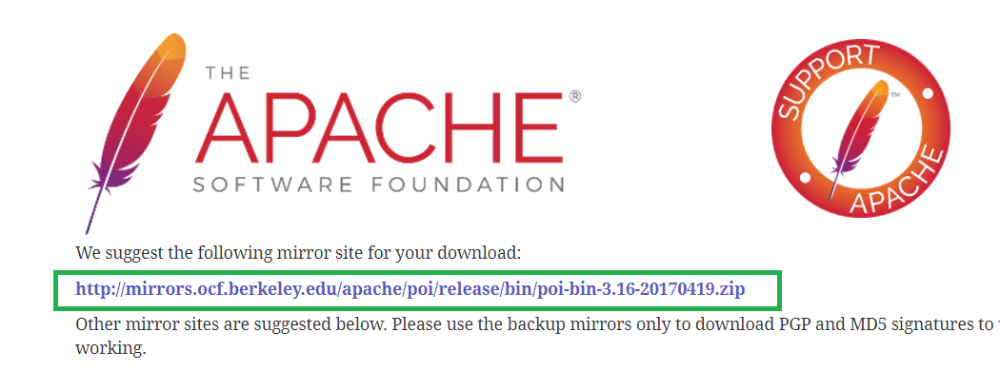 THE
APACHE®
SOFTWARE FOUNDATION
SUPPORT
APACHE
™
We suggest the following mirror site for your download:
http://mirrors.ocf.berkeley.edu/apache/poi/release/bin/poi-bin-3.16-20170419.zip
Other mirror sites are suggested below. Please use the backup mirrors only to download PGP and MD5 signatures to
working.